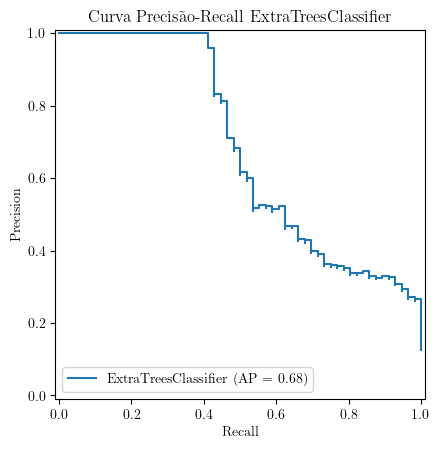 Curva Precisão-Recall ExtraTreesClassifier
1.0
0.8
0.6
0.4
0.2
0.0
Precision
ExtraTreesClassifier (AP = 0.68)
0.0 0.2 0.4 0.6 0.8 1.0
Recall